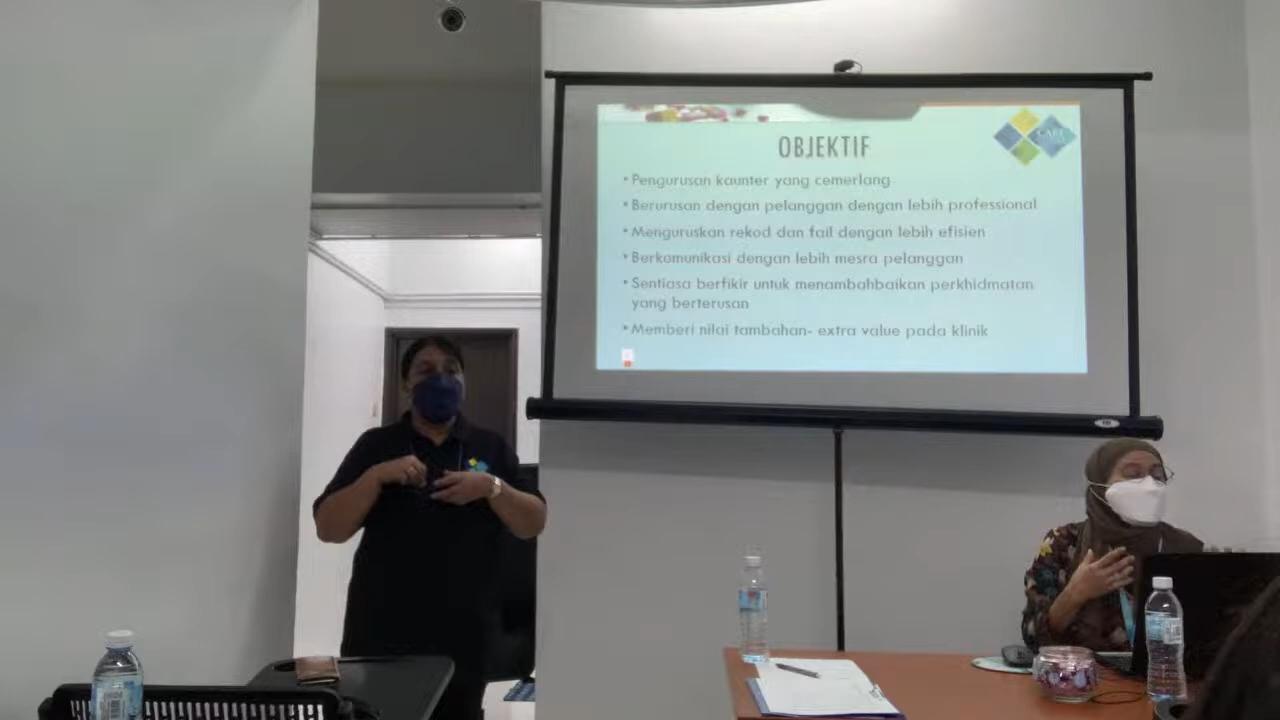 CARE
OBJEKTIF
• Pengurusan kaunter yang cemerlang
• Berurusan dengan pelanggan dengan lebih professional
• Menguruskan rekod dan fail dengan lebih efisien
• Berkomunikasi dengan lebih mesra pelanggan
• Sentiasa berfikir untuk menambahbaikan perkhidmatan
yang berterusan
• Memberi nilai tambahan- extra value pada klinik